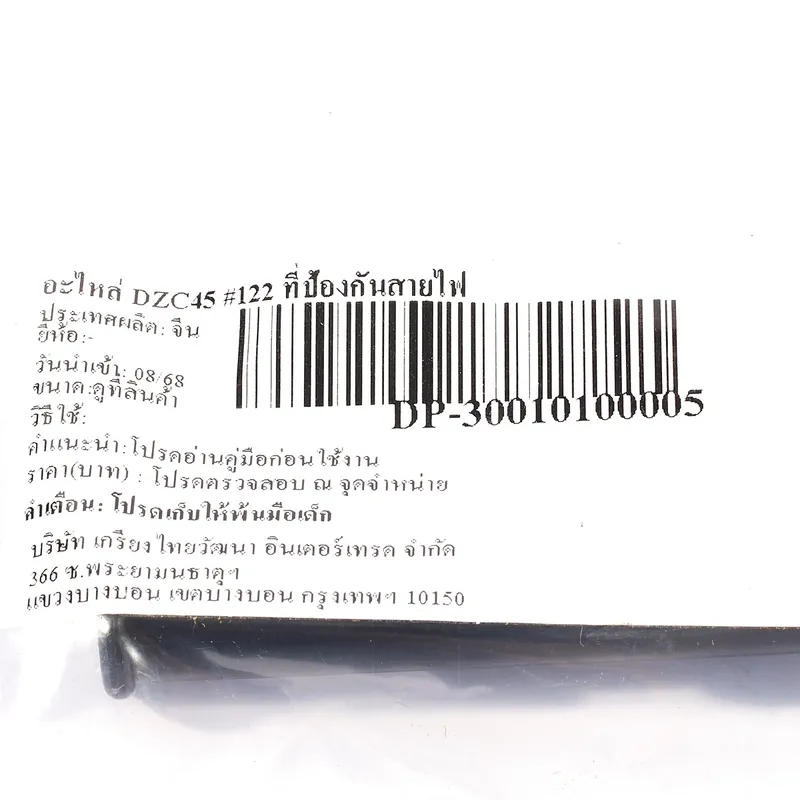 อะไหล่ DZC45 #122 ที่ป้องกันสายไฟ
ประเทศผลิต: จีน
ยี่ห้อ:-
วันนำเข้า: 08/68
ขนาด:ดูที่สินค้า
DP-30010100005
วิธีใช้:
คำแนะนำ:โปรดอ่านคู่มือก่อนใช้งาน
ราคา(บาท) : โปรดตรวจสอบ ณ จุดจำหน่าย
คำเตือน: โปรดเก็บให้พ้นมือเด็ก
บริษัท เกรียงไทยวัฒนา อินเตอร์เทรด จำกัด
366 ซ.พระยามนธาตุฯ
แขวงบางบอน เขตบางบอน กรุงเทพฯ 10150